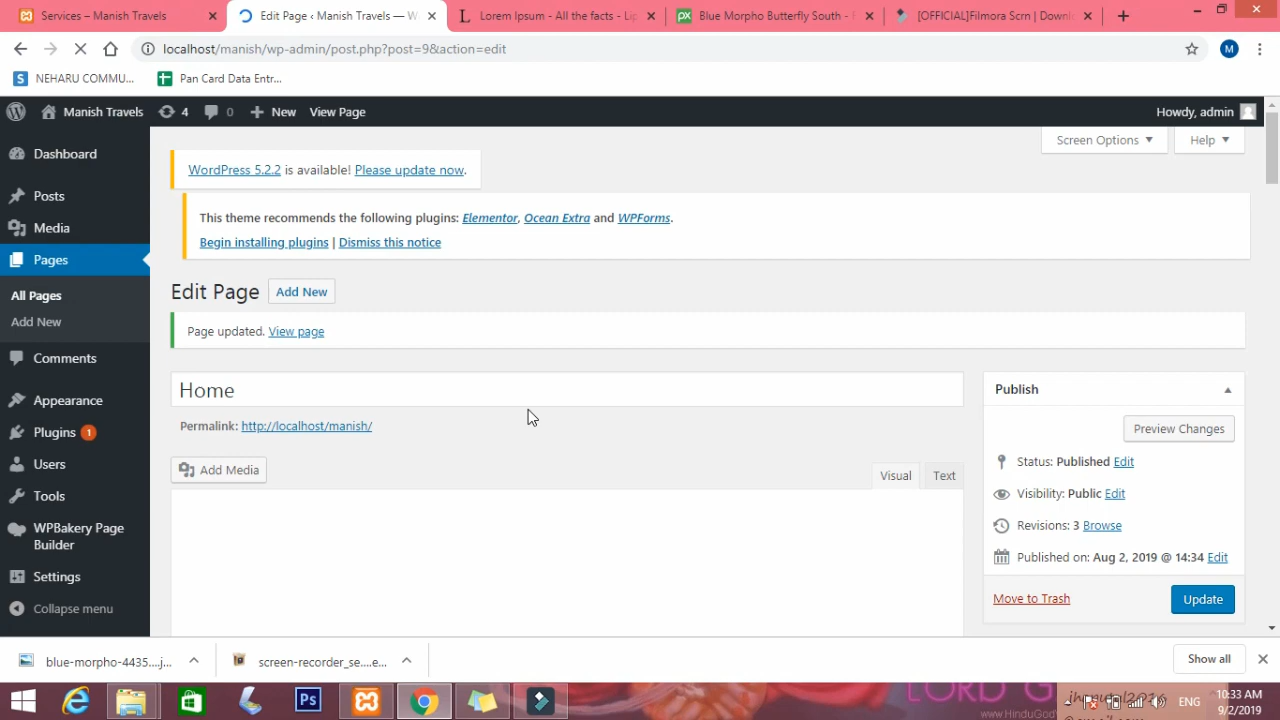 Services – Manish Travels
Edit Page ‹ Manish Travels — W
Lorem Ipsum - All the facts - Lip
Blue Morpho Butterfly South - F
[OFFICIAL]Filmora Scrn | Downl
localhost/manish/wp-admin/post.php?post=9&action=edit
M
NEHARU COMMU...
Pan Card Data Entr...
Manish Travels
4
0
New
View Page
Howdy, admin
Screen Options
Help
Dashboard
Posts
Media
Pages
All Pages
Add New
Comments
Appearance
Plugins 1
Users
Tools
WPBakery Page
Builder
Settings
Collapse menu
WordPress 5.2.2 is available! Please update now.
This theme recommends the following plugins: Elementor, Ocean Extra and WPForms.
Begin installing plugins | Dismiss this notice
Edit Page
Add New
Page updated. View page
Home
Permalink: http://localhost/manish/
Add Media
Visual
Text
Publish
Preview Changes
Status: Published Edit
Visibility: Public Edit
Revisions: 3 Browse
Published on: Aug 2, 2019 @ 14:34 Edit
Move to Trash
Update
blue-morpho-4435....j...
screen-recorder_se....e...
Show all
Ps
LORD G
www.HinduGod
ENG
10:33 AM
9/2/2019